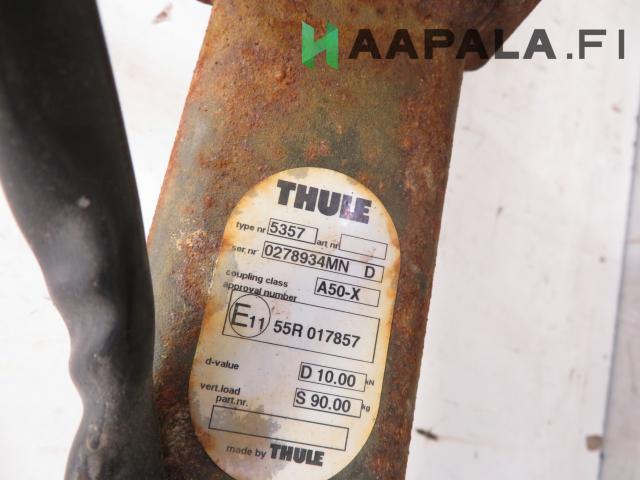 HAAPALA.FI
THULE
type nr 5357 art nr
ser.nr 0278934MN D
coupling class A50-X
approval number
E11 55R 017857
d-value D 10.00 kN
vert.load S 90.00 kg
part.nr.
made by THULE